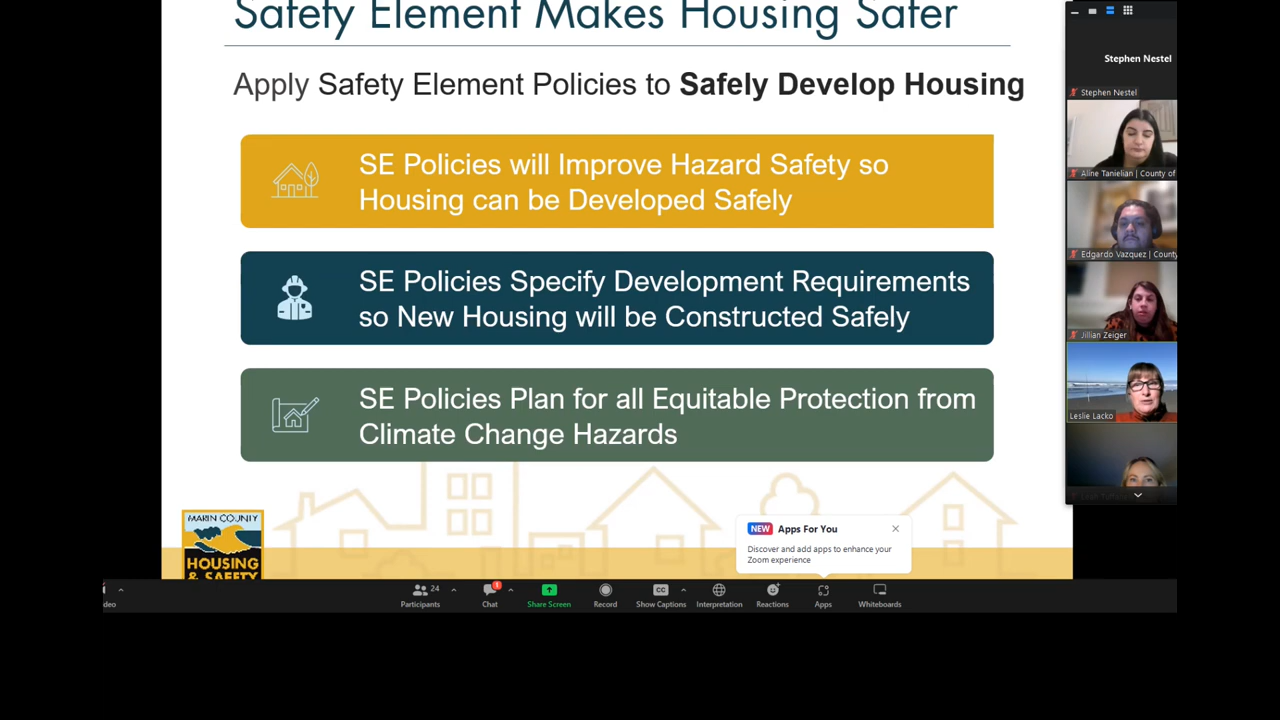 Safety Element Makes Housing Safer
Apply Safety Element Policies to Safely Develop Housing
SE Policies will Improve Hazard Safety so
Housing can be Developed Safely
SE Policies Specify Development Requirements
so New Housing will be Constructed Safely
SE Policies Plan for all Equitable Protection from
Climate Change Hazards
MARIN COUNTY
HOUSING
& SAFETY
Stephen Nestel
Stephen Nestel
Aline Tanielian | County of
Edgardo Vazquez | County
Jillian Zeiger
Leslie Lacko
NEW Apps For You
Discover and add apps to enhance your
Zoom experience
deo
24
Participants
1
Chat
Share Screen
Record
CC
Show Captions
Interpretation
Reactions
Apps
Whiteboards